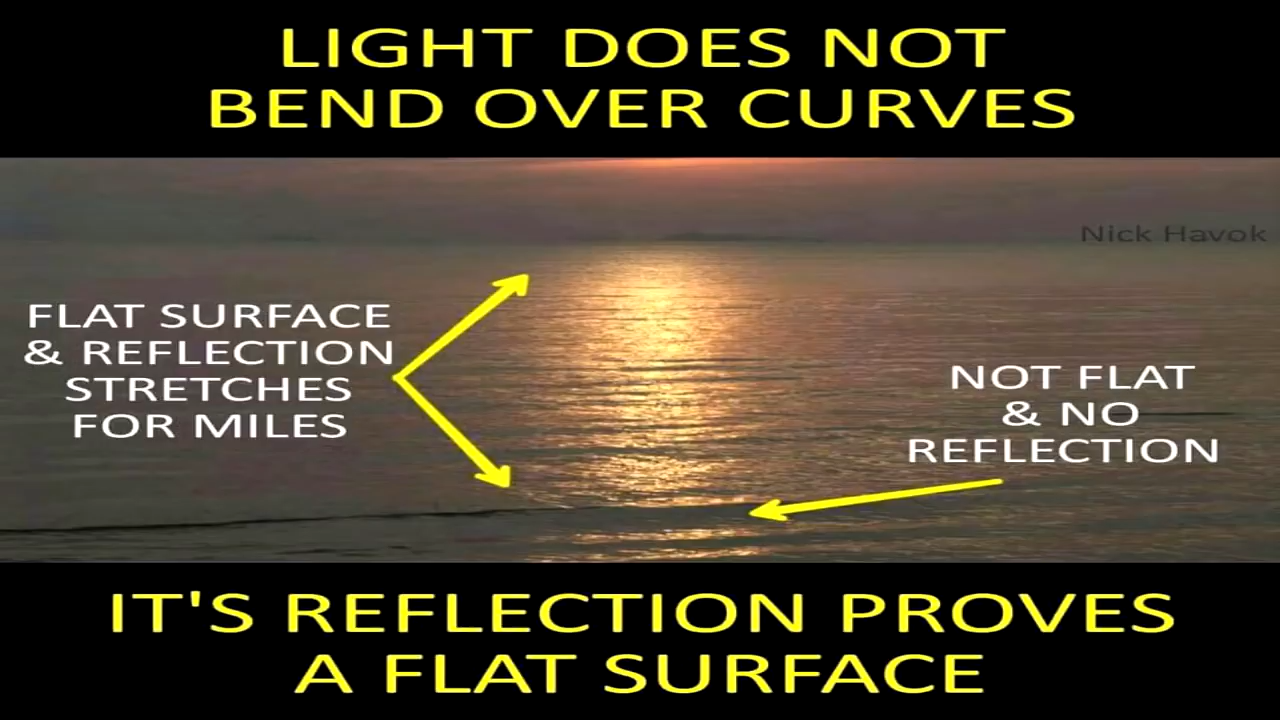 LIGHT DOES NOT
BEND OVER CURVES
Nick Havok
FLAT SURFACE
& REFLECTION
STRETCHES
FOR MILES
NOT FLAT
& NO
REFLECTION
IT'S REFLECTION PROVES
A FLAT SURFACE